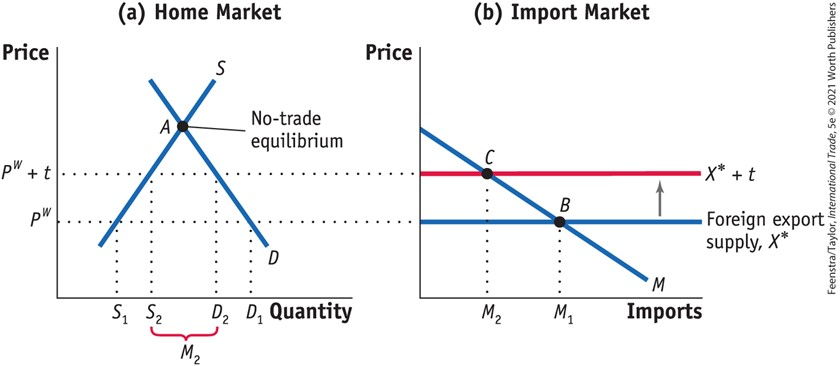 (a) Home Market
Price
S
A
No-trade
equilibrium
P^W + t
P^W
D
S₁ S₂ D₂ D₁ Quantity
M₂
(b) Import Market
Price
C
X* + t
B
Foreign export
supply, X*
M
M₂ M₁ Imports
Feenstra/Taylor, International Trade, 5e © 2021 Worth Publishers